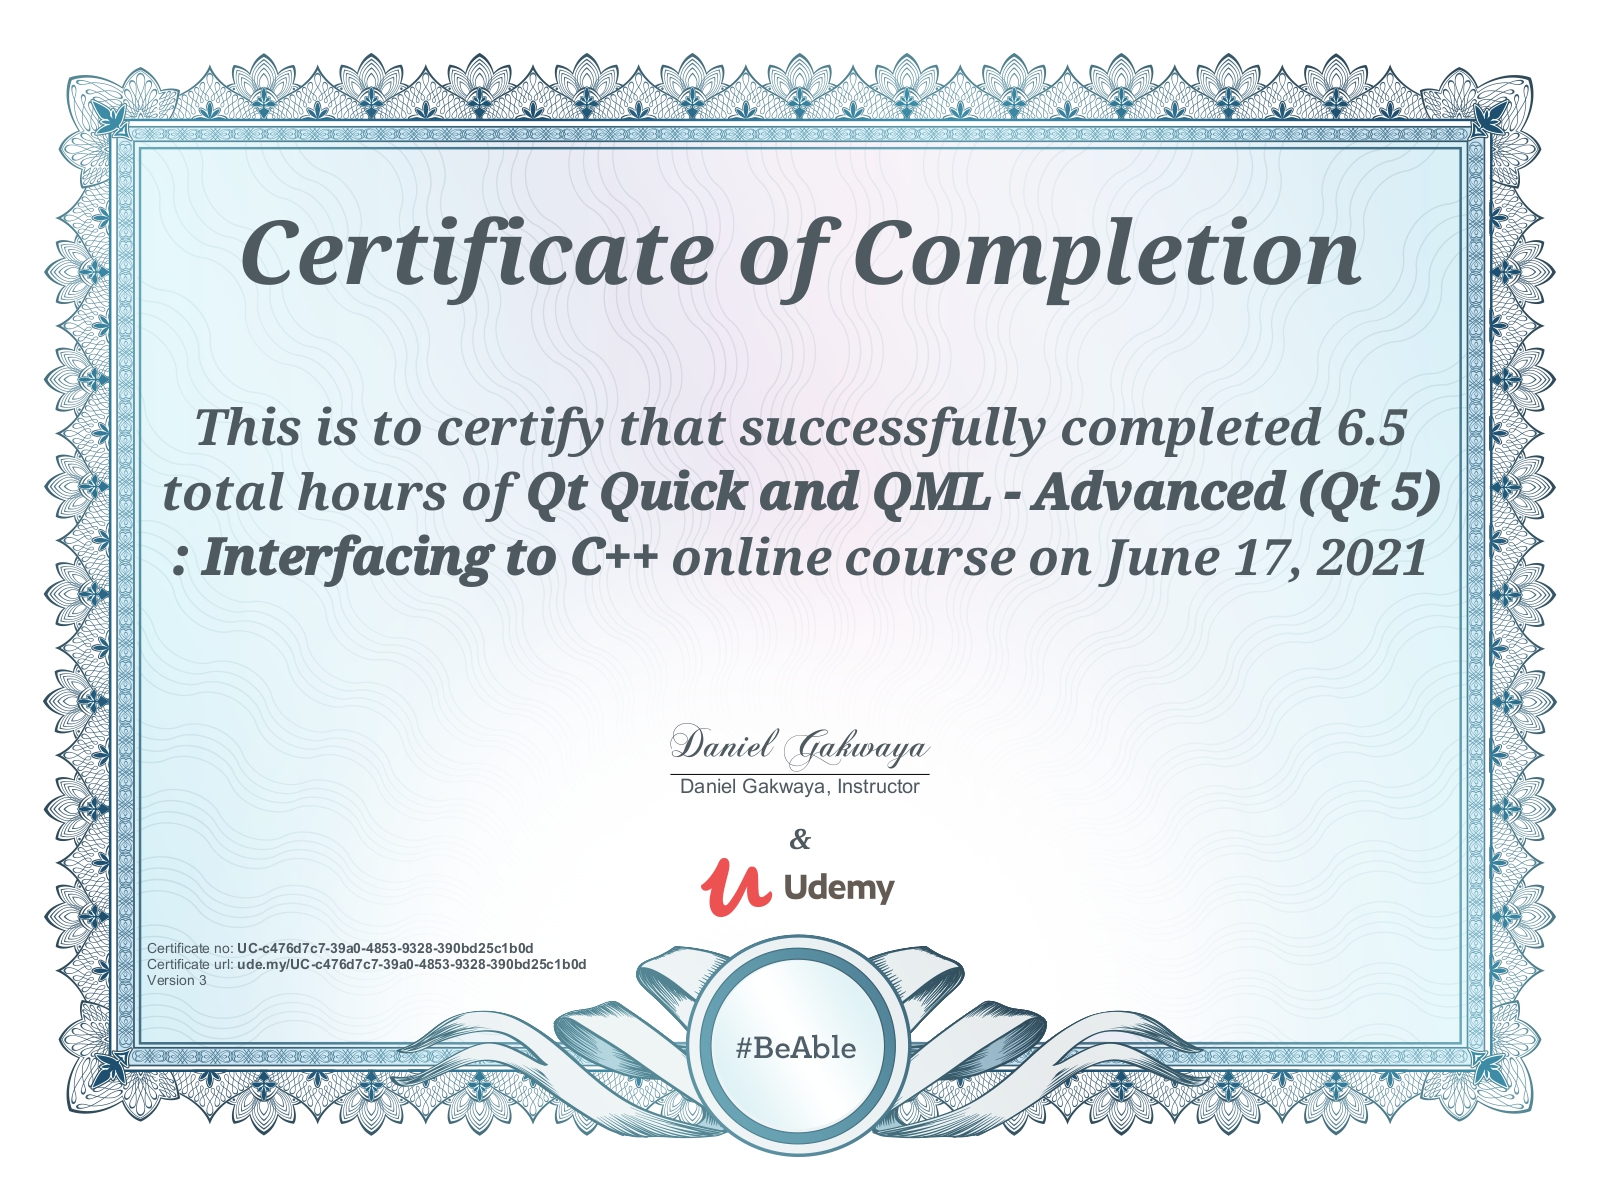 Certificate of Completion
This is to certify that successfully completed 6.5
total hours of Qt Quick and QML - Advanced (Qt 5)
: Interfacing to C++ online course on June 17, 2021
Daniel Gakwaya
Daniel Gakwaya, Instructor
&
Udemy
Certificate no: UC-c476d7c7-39a0-4853-9328-390bd25c1b0d
Certificate url: ude.my/UC-c476d7c7-39a0-4853-9328-390bd25c1b0d
Version 3
#BeAble